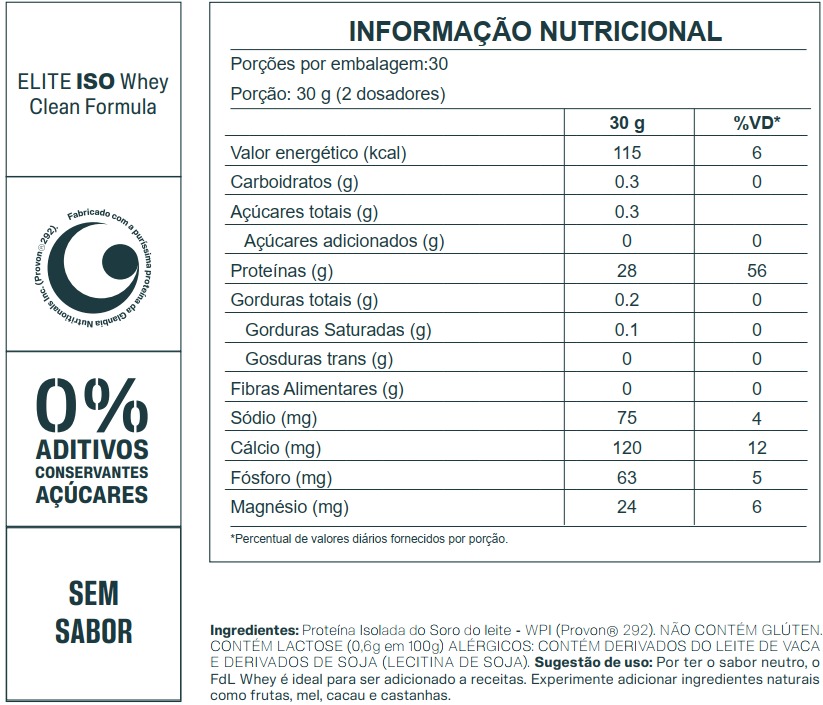 ELITE ISO Whey
Clean Formula
Fabricado com a puríssima proteína da Glanbia Nutritionals Inc. (Provon®292).
0%
ADITIVOS
CONSERVANTES
AÇÚCARES
SEM
SABOR
INFORMAÇÃO NUTRICIONAL
Porções por embalagem:30
Porção: 30 g (2 dosadores)
30 g %VD*
Valor energético (kcal) 115 6
Carboidratos (g) 0.3 0
Açúcares totais (g) 0.3
Açúcares adicionados (g) 0 0
Proteínas (g) 28 56
Gorduras totais (g) 0.2 0
Gorduras Saturadas (g) 0.1 0
Gosduras trans (g) 0 0
Fibras Alimentares (g) 0 0
Sódio (mg) 75 4
Cálcio (mg) 120 12
Fósforo (mg) 63 5
Magnésio (mg) 24 6
*Percentual de valores diários fornecidos por porção.
Ingredientes: Proteína Isolada do Soro do leite - WPI (Provon® 292). NÃO CONTÉM GLÚTEN.
CONTÉM LACTOSE (0,6g em 100g) ALÉRGICOS: CONTÉM DERIVADOS DO LEITE DE VACA
E DERIVADOS DE SOJA (LECITINA DE SOJA). Sugestão de uso: Por ter o sabor neutro, o
FdL Whey é ideal para ser adicionado a receitas. Experimente adicionar ingredientes naturais
como frutas, mel, cacau e castanhas.